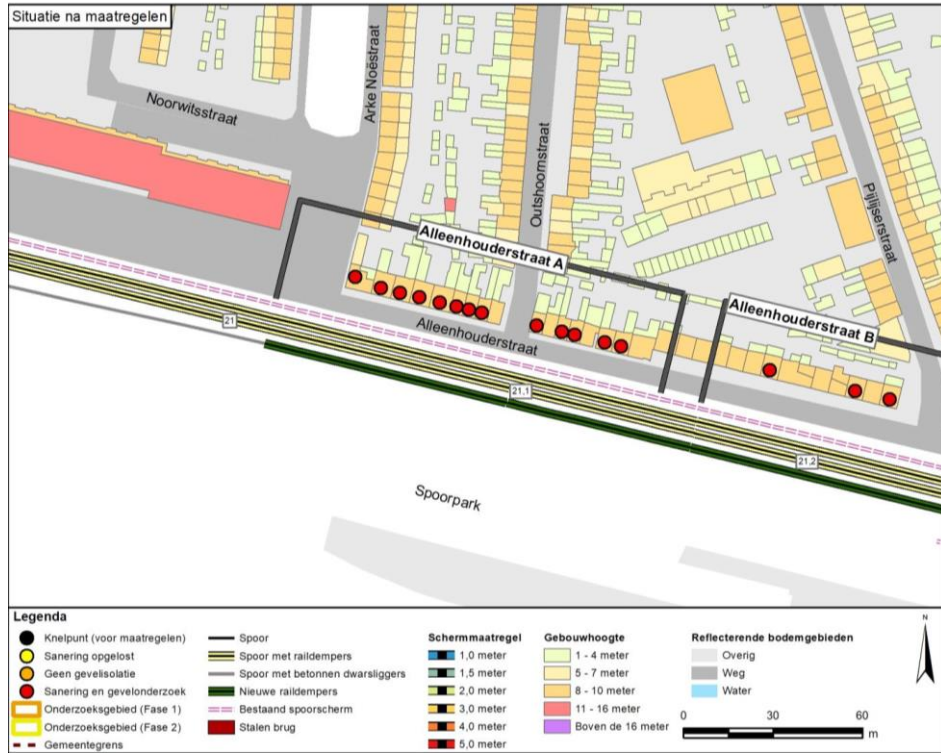 Situatie na maatregelen
Noorwitsstraat
Arke Noëstraat
Outshoornstraat
Pijlijserstraat
Alleenhouderstraat A
Alleenhouderstraat B
Alleenhouderstraat
21
21,1
21,2
Spoorpark
Legenda
Knelpunt (voor maatregelen)
Sanering opgelost
Geen gevelisolatie
Sanering en gevelonderzoek
Onderzoeksgebied (Fase 1)
Onderzoeksgebied (Fase 2)
Gemeentegrens
Spoor
Spoor met raildempers
Spoor met betonnen dwarsliggers
Nieuwe raildempers
Bestaand spoorscherm
Stalen brug
Schermmaatregel
1,0 meter
1,5 meter
2,0 meter
3,0 meter
4,0 meter
5,0 meter
Gebouwhoogte
1 - 4 meter
5 - 7 meter
8 - 10 meter
11 - 16 meter
Boven de 16 meter
Reflecterende bodemgebieden
Overig
Weg
Water
0 30 60
m
N